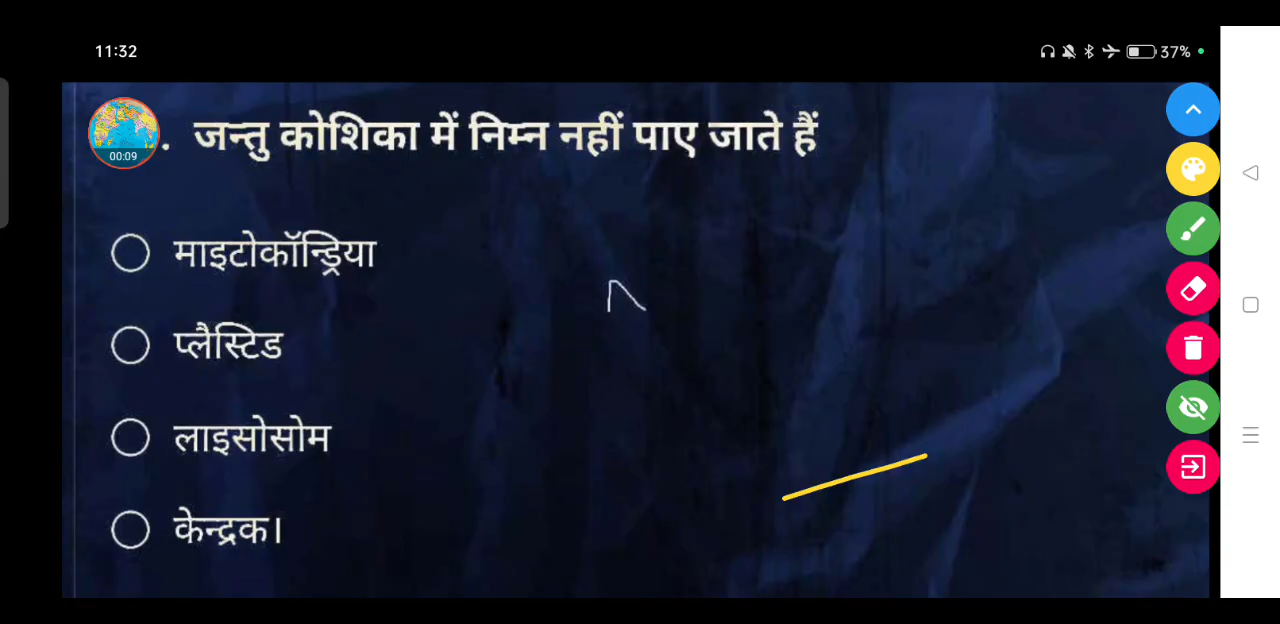 11:32
37%
00:09
. जन्तु कोशिका में निम्न नहीं पाए जाते हैं
माइटोकॉन्ड्रिया
प्लैस्टिड
लाइसोसोम
केन्द्रक।